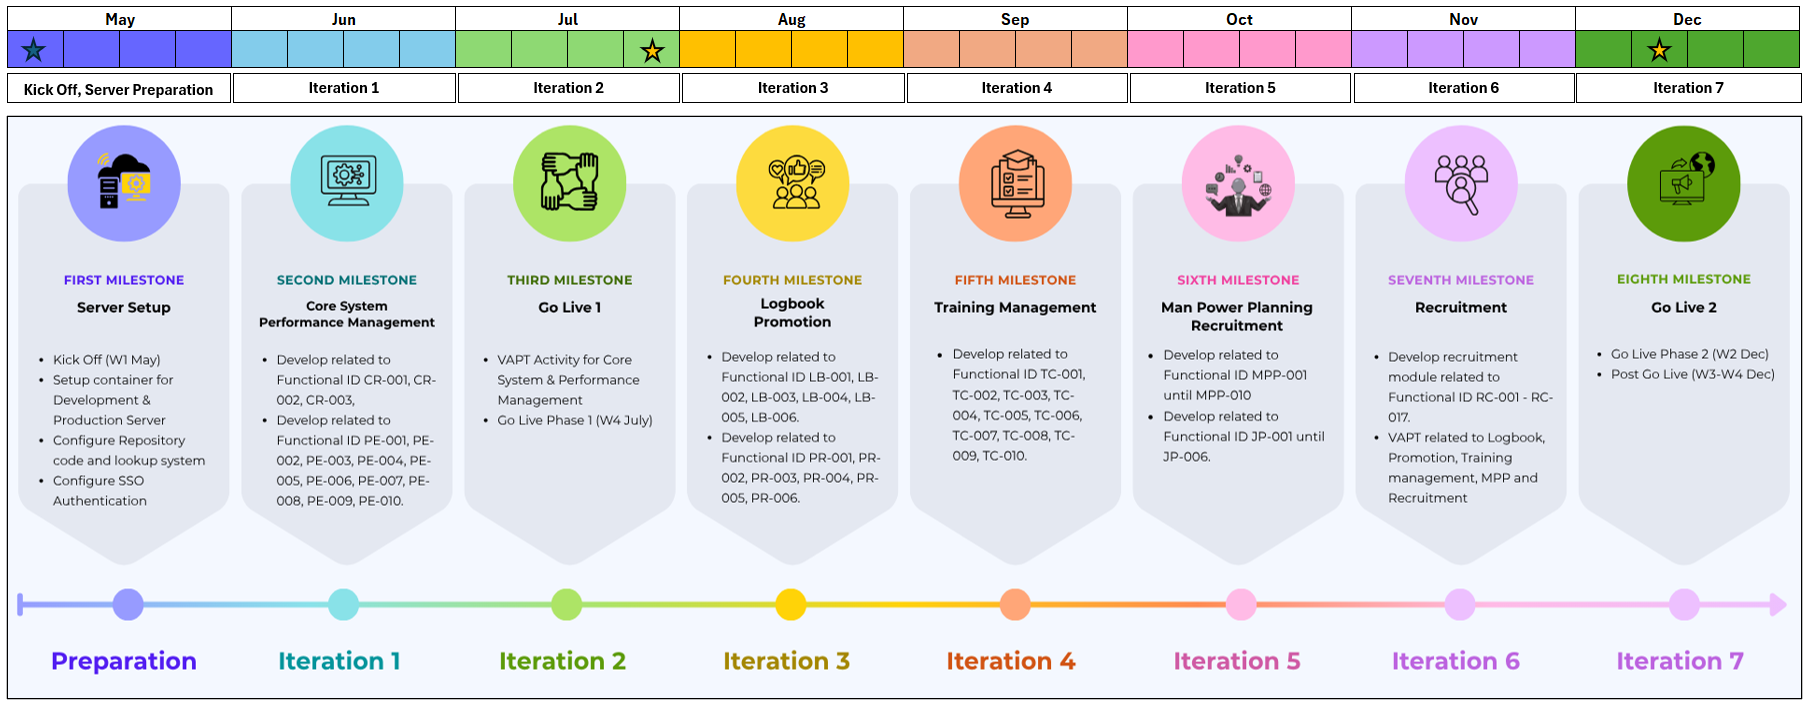 May
Jun
Jul
Aug
Sep
Oct
Nov
Dec
Kick Off, Server Preparation
Iteration 1
Iteration 2
Iteration 3
Iteration 4
Iteration 5
Iteration 6
Iteration 7
FIRST MILESTONE
Server Setup
• Kick Off (W1 May)
• Setup container for
Development &
Production Server
• Configure Repository
code and lookup system
• Configure SSO
Authentication
SECOND MILESTONE
Core System
Performance Management
• Develop related to
Functional ID CR-001, CR-
002, CR-003,
• Develop related to
Functional ID PE-001, PE-
002, PE-003, PE-004, PE-
005, PE-006, PE-007, PE-
008, PE-009, PE-010.
THIRD MILESTONE
Go Live 1
• VAPT Activity for Core
System & Performance
Management
• Go Live Phase 1 (W4 July)
FOURTH MILESTONE
Logbook
Promotion
• Develop related to
Functional ID LB-001, LB-
002, LB-003, LB-004, LB-
005, LB-006.
• Develop related to
Functional ID PR-001, PR-
002, PR-003, PR-004, PR-
005, PR-006.
FIFTH MILESTONE
Training Management
• Develop related to
Functional ID TC-001,
TC-002, TC-003, TC-
004, TC-005, TC-006,
TC-007, TC-008, TC-
009, TC-010.
SIXTH MILESTONE
Man Power Planning
Recruitment
• Develop related to
Functional ID MPP-001
until MPP-010
• Develop related to
Functional ID JP-001 until
JP-006.
SEVENTH MILESTONE
Recruitment
• Develop recruitment
module related to
Functional ID RC-001 - RC-
017.
• VAPT related to Logbook,
Promotion, Training
management, MPP and
Recruitment
EIGHTH MILESTONE
Go Live 2
• Go Live Phase 2 (W2 Dec)
• Post Go Live (W3-W4 Dec)
Preparation
Iteration 1
Iteration 2
Iteration 3
Iteration 4
Iteration 5
Iteration 6
Iteration 7